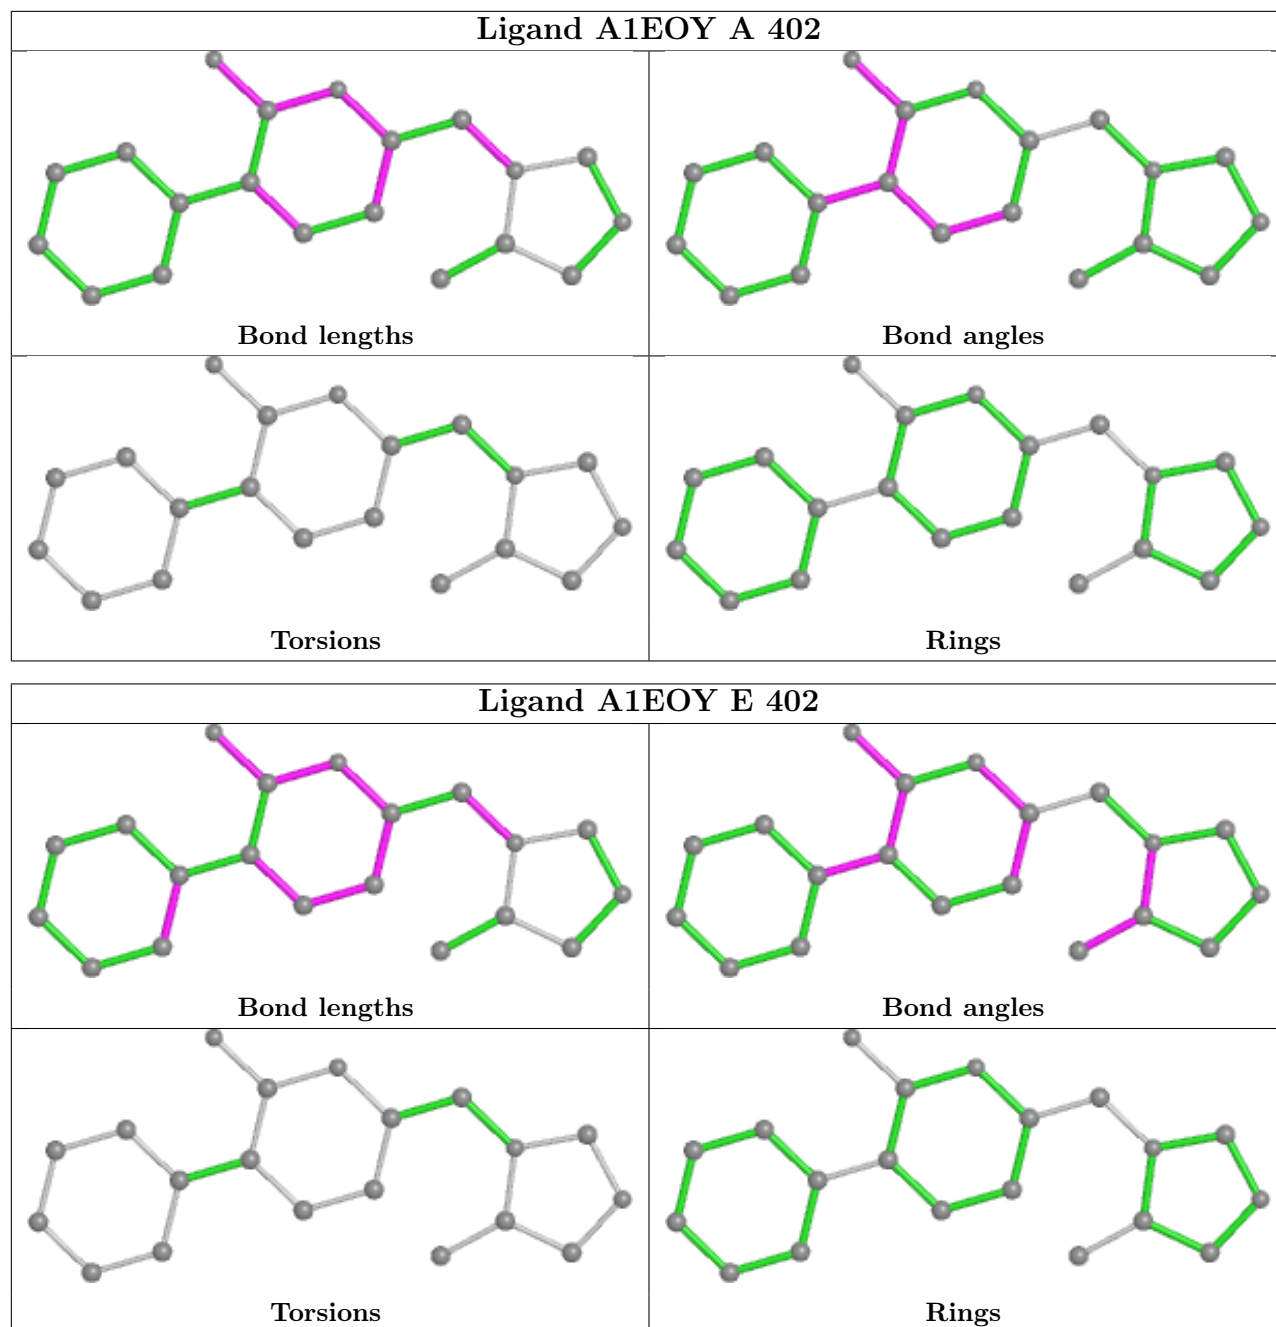 Ligand A1EOY A 402
Bond lengths
Bond angles
Torsions
Rings
Ligand A1EOY E 402
Bond lengths
Bond angles
Torsions
Rings